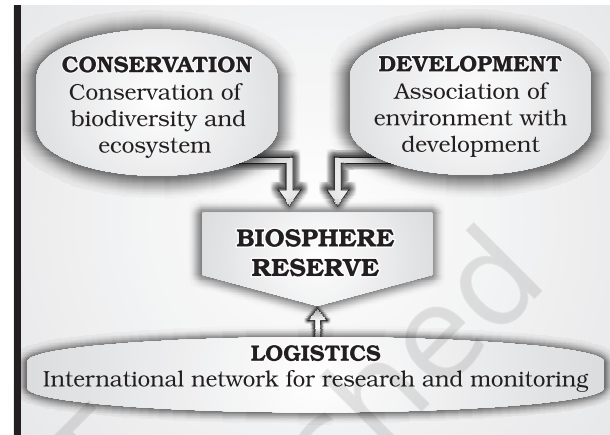 CONSERVATION
Conservation of
biodiversity and
ecosystem
DEVELOPMENT
Association of
environment with
development
BIOSPHERE
RESERVE
LOGISTICS
International network for research and monitoring